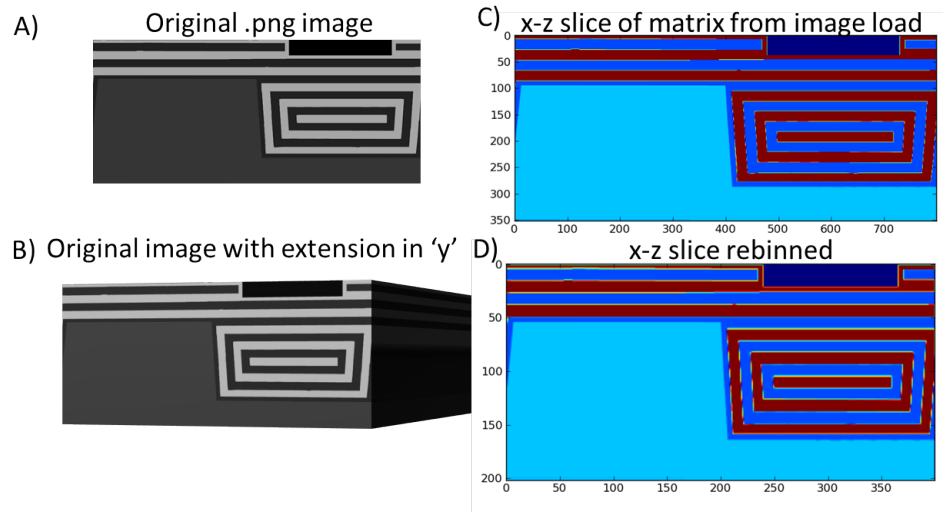 A) Original .png image
C) x-z slice of matrix from image load
0
50
100
150
200
250
300
350
0 100 200 300 400 500 600 700
B) Original image with extension in ‘y’
D) x-z slice rebinned
0
50
100
150
200
0 50 100 150 200 250 300 350